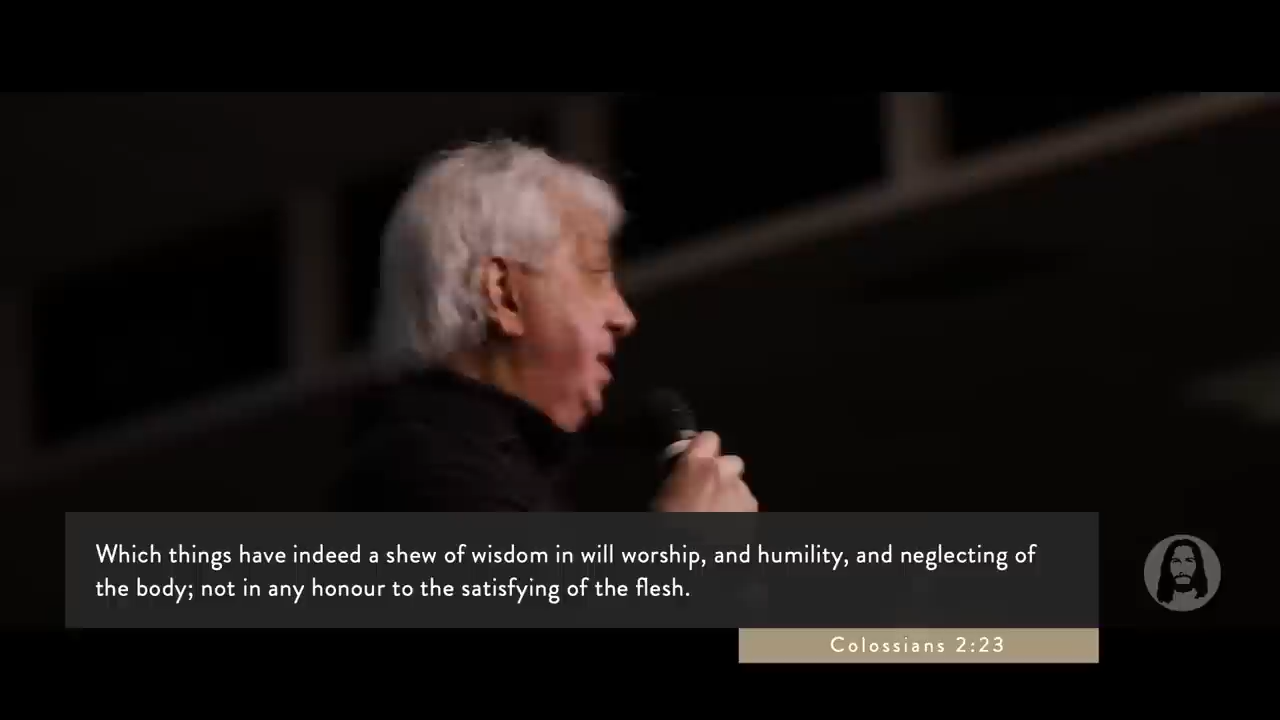 Which things have indeed a shew of wisdom in will worship, and humility, and neglecting of
the body; not in any honour to the satisfying of the flesh.
Colossians 2:23